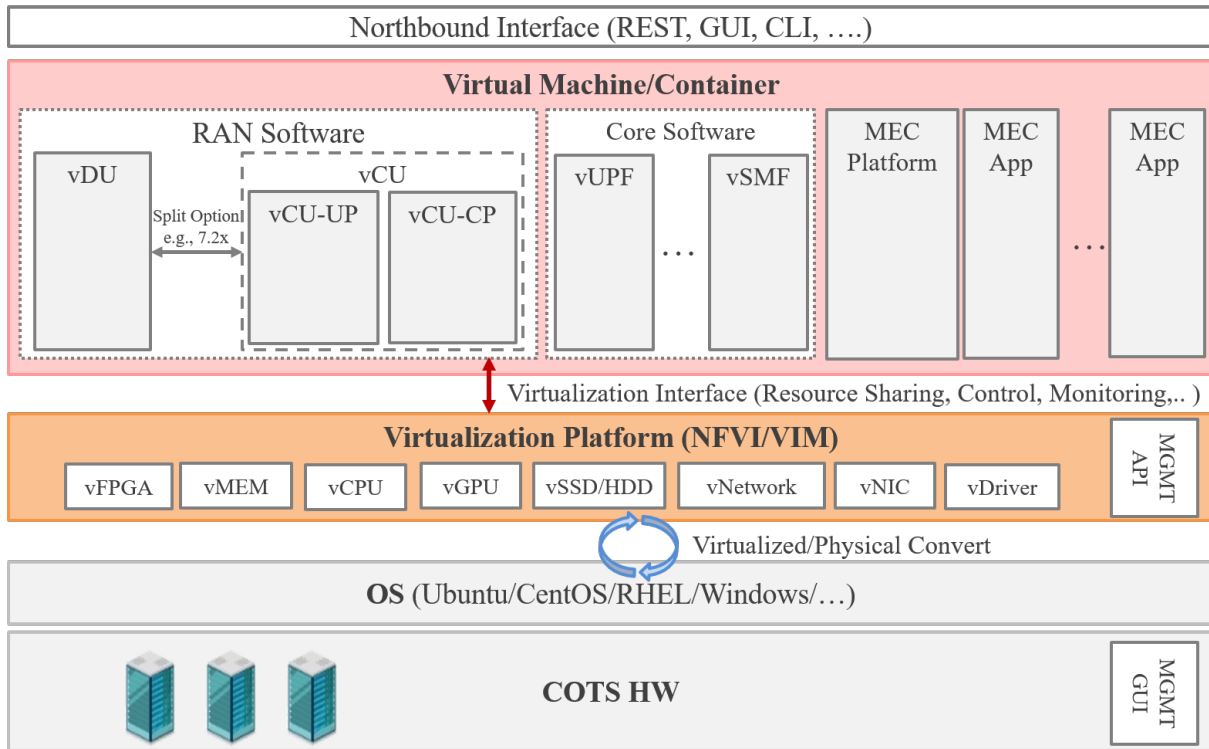 Northbound Interface (REST, GUI, CLI, ….)
Virtual Machine/Container
RAN Software
vDU
Split Option
e.g., 7.2x
vCU
vCU-UP
vCU-CP
Core Software
vUPF
…
vSMF
MEC
Platform
MEC
App
…
MEC
App
Virtualization Interface (Resource Sharing, Control, Monitoring,.. )
Virtualization Platform (NFVI/VIM)
vFPGA
vMEM
vCPU
vGPU
vSSD/HDD
vNetwork
vNIC
vDriver
MGMT
API
Virtualized/Physical Convert
OS (Ubuntu/CentOS/RHEL/Windows/…)
COTS HW
MGMT
GUI